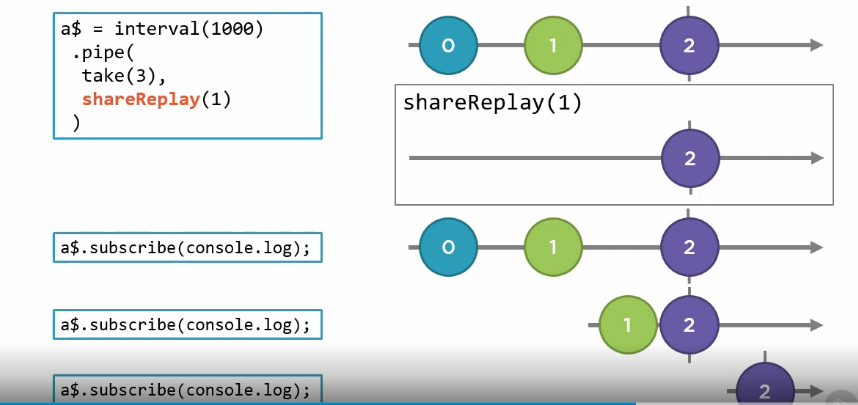 a$ = interval(1000)
.pipe(
take(3),
shareReplay(1)
)
0 1 2
shareReplay(1)
2
a$.subscribe(console.log);
0 1 2
a$.subscribe(console.log);
1 2
a$.subscribe(console.log);
2